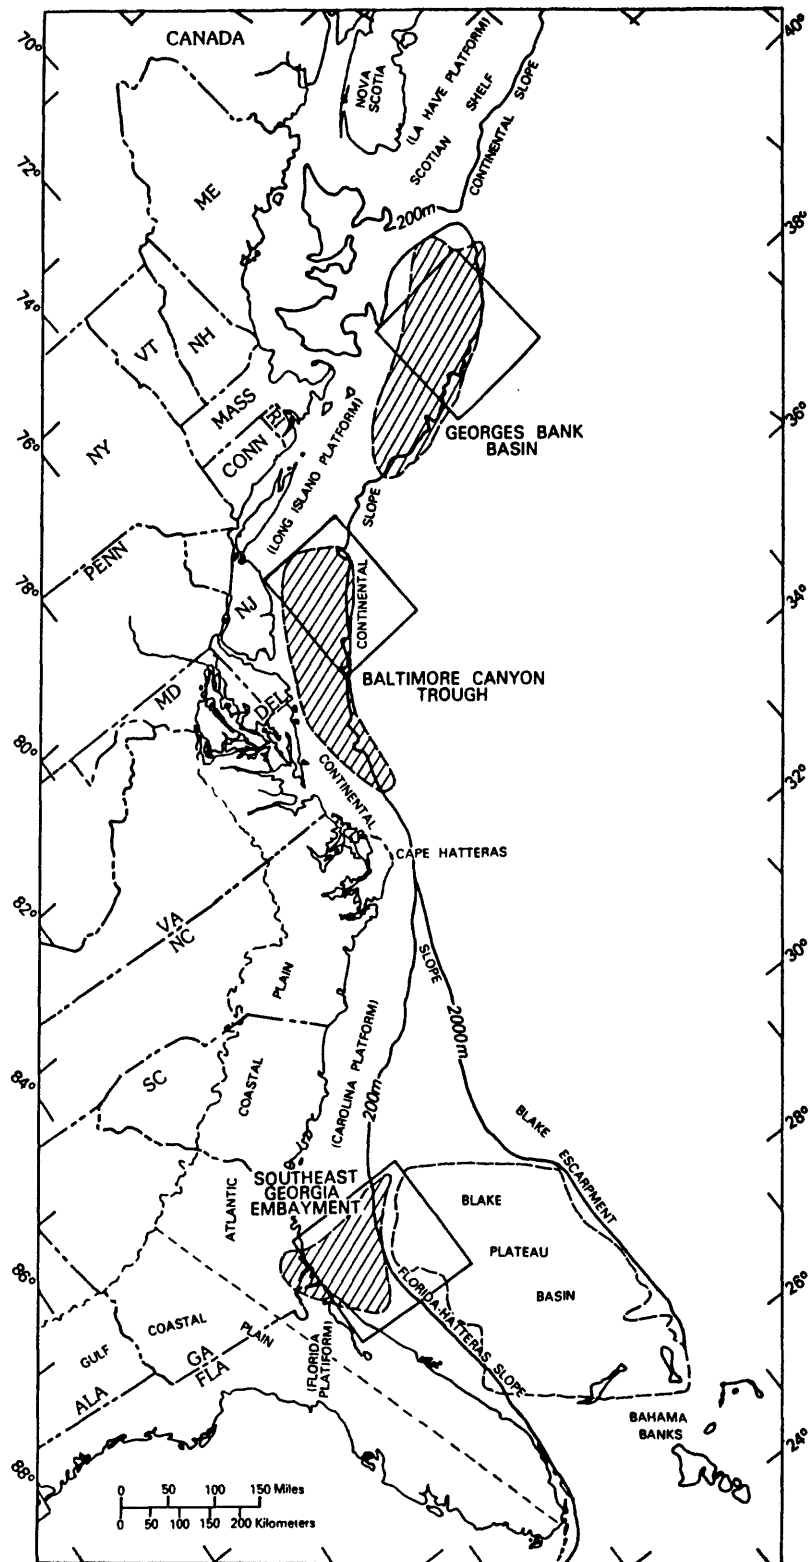 70°
40°
CANADA
NOVA
SCOTIA
(LA HAVE PLATFORM)
SCOTIAN SHELF
CONTINENTAL SLOPE
72°
ME
200m
38°
74°
VT
NH
MASS
RI
CONN
NY
(LONG ISLAND PLATFORM)
36°
GEORGES BANK
BASIN
76°
SLOPE
PENN
78°
NJ
CONTINENTAL
34°
BALTIMORE CANYON
TROUGH
MD
DEL
80°
CONTINENTAL
32°
CAPE HATTERAS
82°
VA
NC
SLOPE
30°
PLAIN
2000m
(CAROLINA PLATFORM)
200m
84°
SC
COASTAL
BLAKE ESCARPMENT
28°
SOUTHEAST
GEORGIA
EMBAYMENT
ATLANTIC
BLAKE
PLATEAU
BASIN
86°
26°
FLORIDA-HATTERAS SLOPE
GULF
COASTAL
PLAIN
GA
FLA
ALA
(FLORIDA
PLATIFORM)
BAHAMA
BANKS
24°
88°
0 50 100 150 Miles
0 50 100 150 200 Kilometers